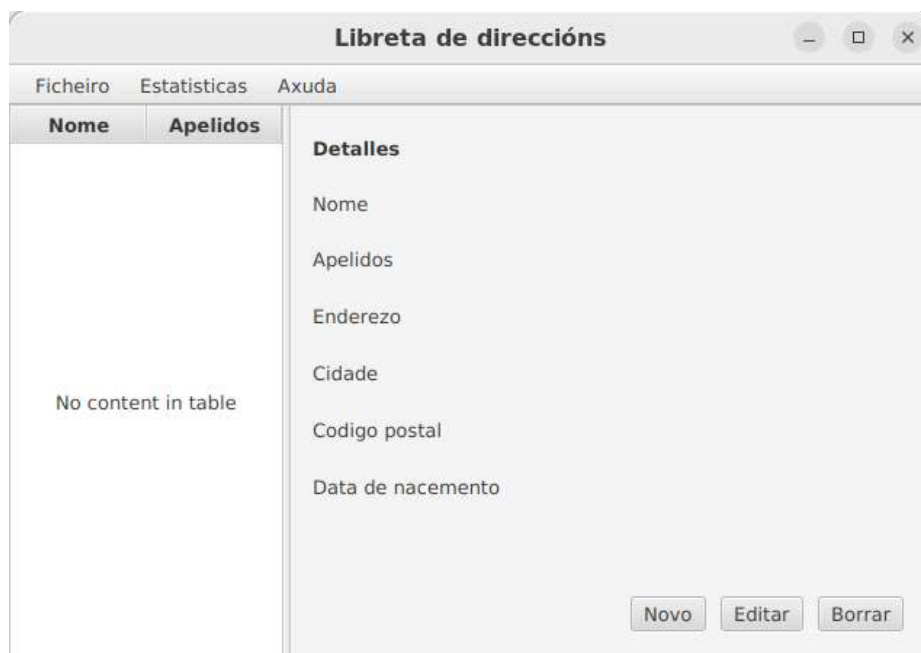 Libreta de direccións
Ficheiro Estatisticas Axuda
Nome Apelidos
No content in table
Detalles
Nome
Apelidos
Enderezo
Cidade
Codigo postal
Data de nacemento
Novo Editar Borrar